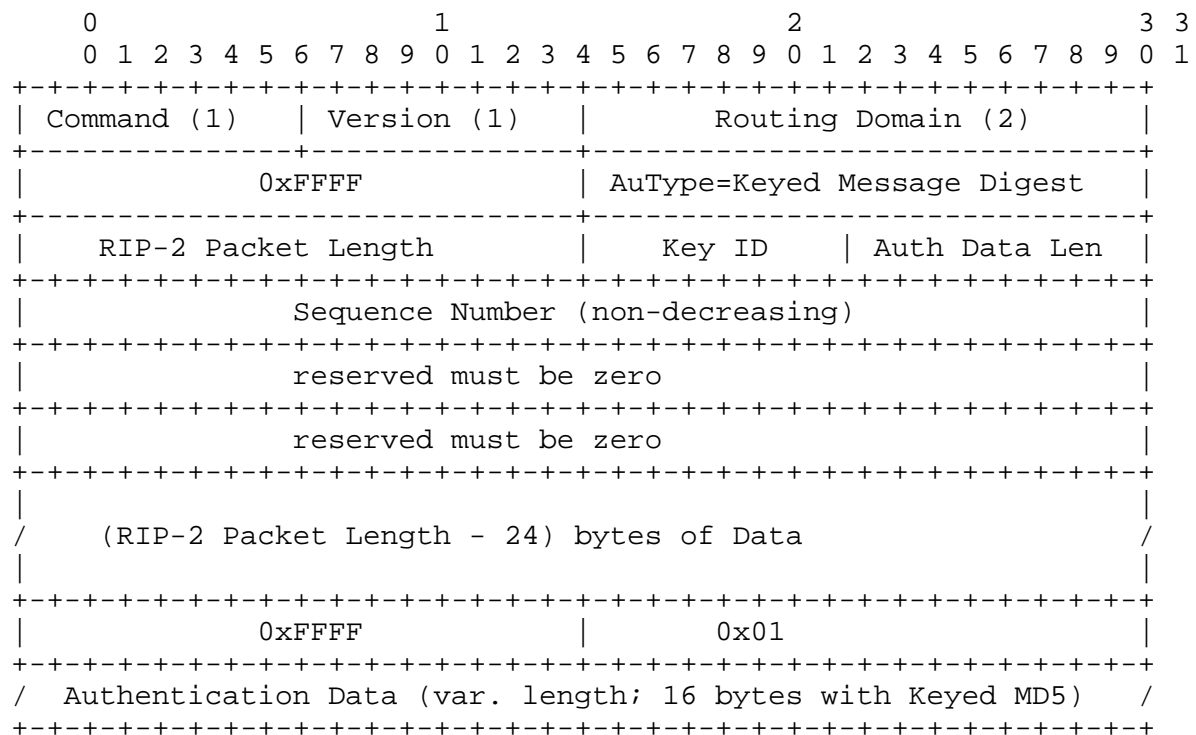 0                   1                   2                   3 3
    0 1 2 3 4 5 6 7 8 9 0 1 2 3 4 5 6 7 8 9 0 1 2 3 4 5 6 7 8 9 0 1
+-+-+-+-+-+-+-+-+-+-+-+-+-+-+-+-+-+-+-+-+-+-+-+-+-+-+-+-+-+-+-+-+
| Command (1)   | Version (1)   |       Routing Domain (2)      |
+---------------+---------------+-------------------------------+
|             0xFFFF            | AuType=Keyed Message Digest   |
+-------------------------------+-------------------------------+
|    RIP-2 Packet Length        |    Key ID    | Auth Data Len  |
+-+-+-+-+-+-+-+-+-+-+-+-+-+-+-+-+-+-+-+-+-+-+-+-+-+-+-+-+-+-+-+-+
|               Sequence Number (non-decreasing)                |
+-+-+-+-+-+-+-+-+-+-+-+-+-+-+-+-+-+-+-+-+-+-+-+-+-+-+-+-+-+-+-+-+
|               reserved must be zero                           |
+-+-+-+-+-+-+-+-+-+-+-+-+-+-+-+-+-+-+-+-+-+-+-+-+-+-+-+-+-+-+-+-+
|               reserved must be zero                           |
+-+-+-+-+-+-+-+-+-+-+-+-+-+-+-+-+-+-+-+-+-+-+-+-+-+-+-+-+-+-+-+-+
|                                                               |
/    (RIP-2 Packet Length - 24) bytes of Data                   /
|                                                               |
+-+-+-+-+-+-+-+-+-+-+-+-+-+-+-+-+-+-+-+-+-+-+-+-+-+-+-+-+-+-+-+-+
|             0xFFFF            |       0x01                    |
+-+-+-+-+-+-+-+-+-+-+-+-+-+-+-+-+-+-+-+-+-+-+-+-+-+-+-+-+-+-+-+-+
/  Authentication Data (var. length; 16 bytes with Keyed MD5)   /
+-+-+-+-+-+-+-+-+-+-+-+-+-+-+-+-+-+-+-+-+-+-+-+-+-+-+-+-+-+-+-+-+